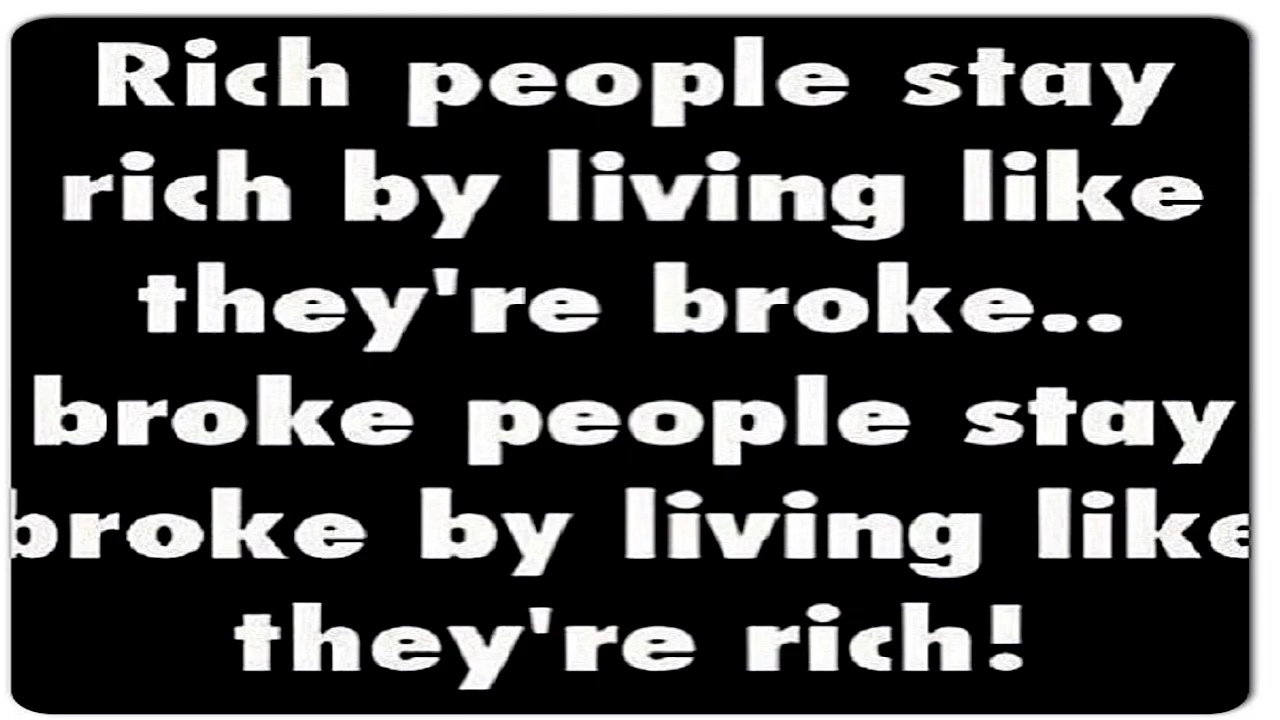 Rich people stay
rich by living like
they're broke..
broke people stay
broke by living like
they're rich!